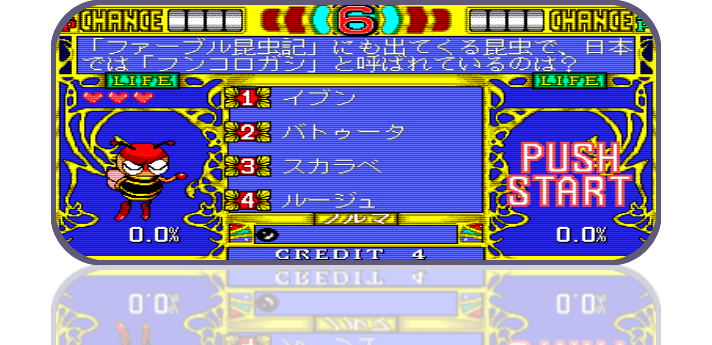 CHANCE 6 CHANCE
「ファーブル昆虫記」にも出てくる昆虫で、日本
では「フンコロガシ」と呼ばれているのは?
LIFE LIFE
1 イブン
2 バトゥータ
3 スカラベ
4 ルージュ
PUSH
START
ノルマ
0.0% 0.0%
CREDIT 4